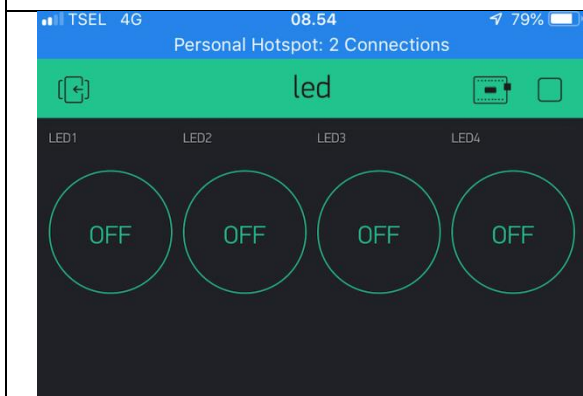 TSEL 4G 08.54 79%
Personal Hotspot: 2 Connections
led
LED1 LED2 LED3 LED4
OFF OFF OFF OFF